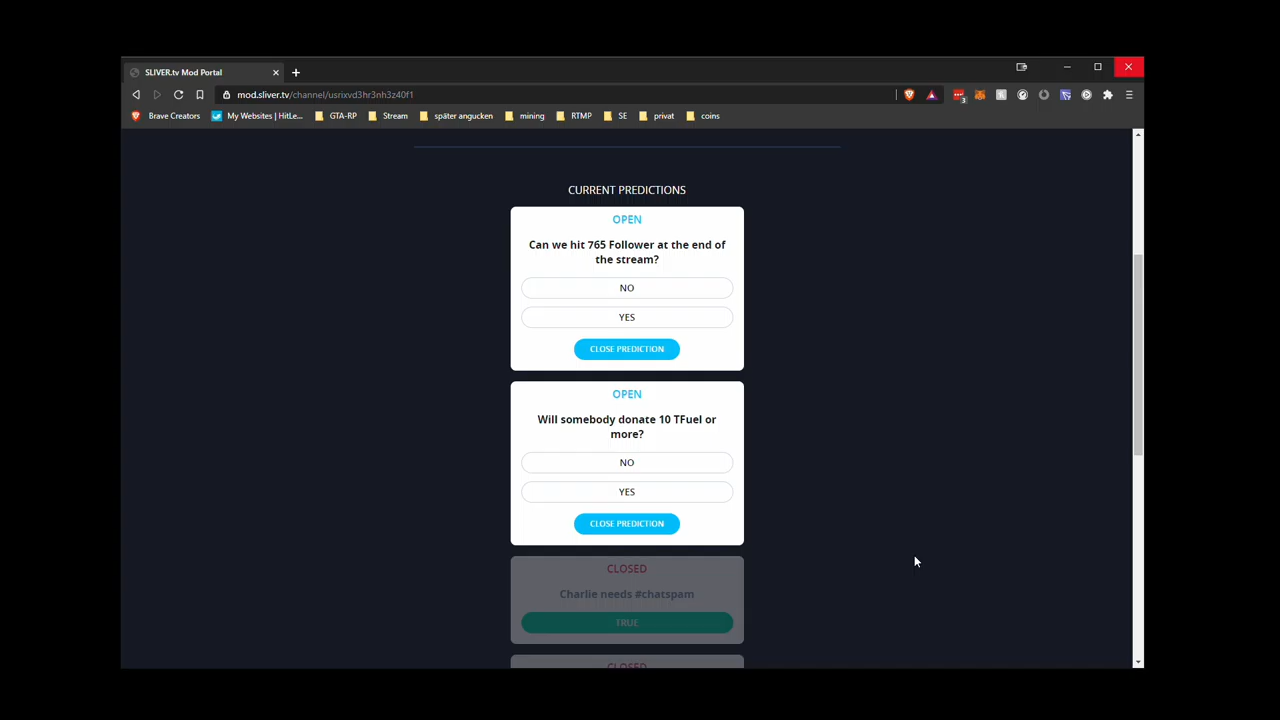 SLIVER.tv Mod Portal
mod.sliver.tv/channel/usrixvd3hr3nh3z40f1
3
Brave Creators
My Websites | HitLe...
GTA-RP
Stream
später angucken
mining
RTMP
SE
privat
coins
CURRENT PREDICTIONS
OPEN
Can we hit 765 Follower at the end of
the stream?
NO
YES
CLOSE PREDICTION
OPEN
Will somebody donate 10 TFuel or
more?
NO
YES
CLOSE PREDICTION
CLOSED
Charlie needs #chatspam
TRUE
CLOSED